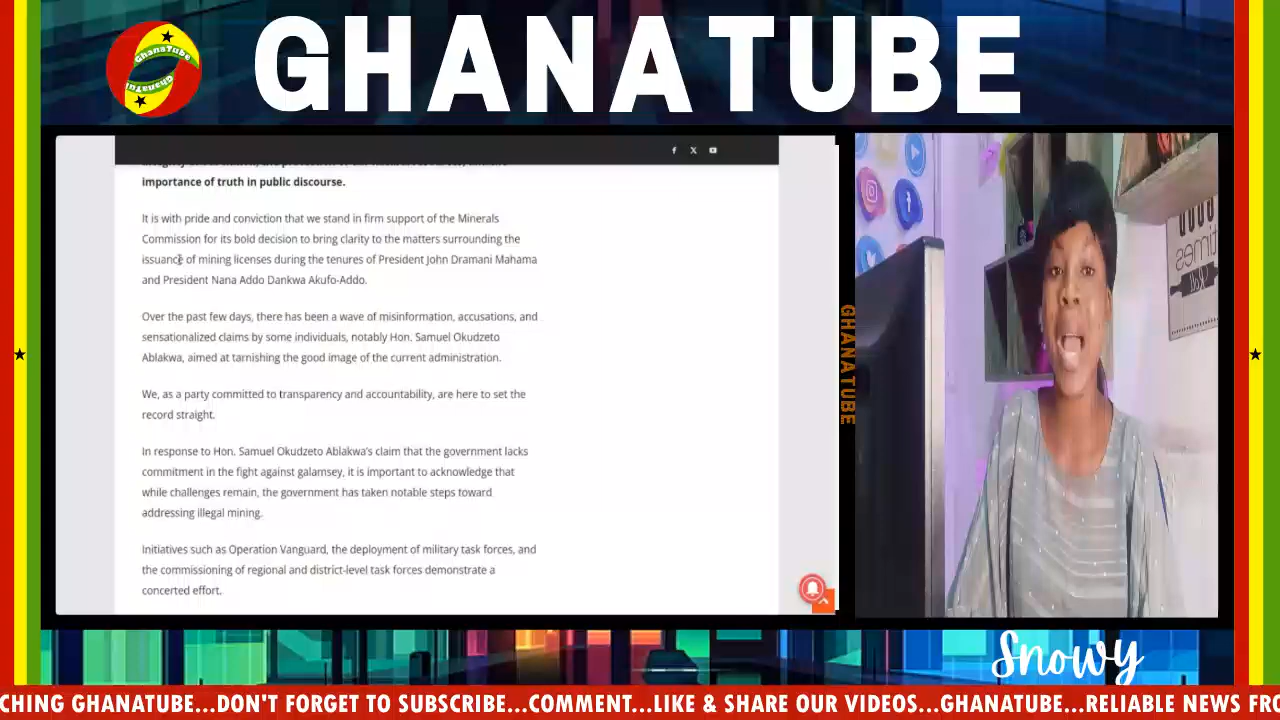 GHANATUBE
GhanaTube
importance of truth in public discourse.
It is with pride and conviction that we stand in firm support of the Minerals
Commission for its bold decision to bring clarity to the matters surrounding the
issuance of mining licenses during the tenures of President John Dramani Mahama
and President Nana Addo Dankwa Akufo-Addo.
Over the past few days, there has been a wave of misinformation, accusations, and
sensationalized claims by some individuals, notably Hon. Samuel Okudzeto
Ablakwa, aimed at tarnishing the good image of the current administration.
We, as a party committed to transparency and accountability, are here to set the
record straight.
In response to Hon. Samuel Okudzeto Ablakwa's claim that the government lacks
commitment in the fight against galamsey, it is important to acknowledge that
while challenges remain, the government has taken notable steps toward
addressing illegal mining.
Initiatives such as Operation Vanguard, the deployment of military task forces, and
the commissioning of regional and district-level task forces demonstrate a
concerted effort.
GHANATUBE
times
Snowy
CHING GHANATUBE...DON'T FORGET TO SUBSCRIBE...COMMENT...LIKE & SHARE OUR VIDEOS...GHANATUBE...RELIABLE NEWS FRO